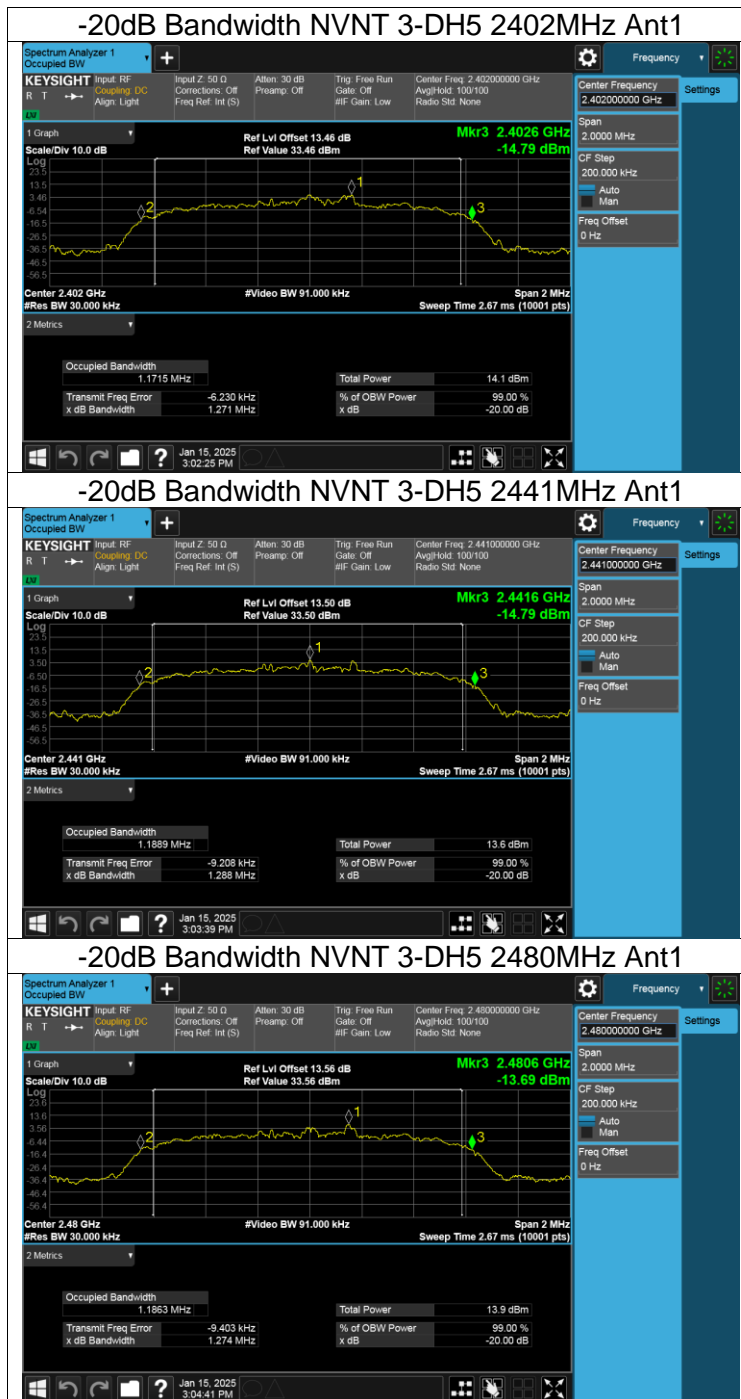 -20dB Bandwidth NVNT 3-DH5 2402MHz Ant1
Spectrum Analyzer 1
Occupied BW
Frequency
KEYSIGHT Input: RF Input Z: 50 Ω Atten: 30 dB Trig: Free Run Center Freq: 2.402000000 GHz
R T Coupling: DC Corrections: Off Preamp: Off Gate: Off Avg|Hold: 100/100
Align: Light Freq Ref: Int (S) #IF Gain: Low Radio Std: None
LXI
Center Frequency
2.402000000 GHz
Settings
Span
2.0000 MHz
CF Step
200.000 kHz
Auto
Man
Freq Offset
0 Hz
1 Graph
Ref Lvl Offset 13.46 dB
Mkr3 2.4026 GHz
Scale/Div 10.0 dB
Ref Value 33.46 dBm
-14.79 dBm
Log
23.5
13.5
3.46
-6.54
-16.5
-26.5
-36.5
-46.5
-56.5
1
2
3
Center 2.402 GHz #Video BW 91.000 kHz Span 2 MHz
#Res BW 30.000 kHz Sweep Time 2.67 ms (10001 pts)
2 Metrics
Occupied Bandwidth
1.1715 MHz
Total Power 14.1 dBm
Transmit Freq Error -6.230 kHz % of OBW Power 99.00 %
x dB Bandwidth 1.271 MHz x dB -20.00 dB
? Jan 15, 2025
3:02:25 PM
-20dB Bandwidth NVNT 3-DH5 2441MHz Ant1
Spectrum Analyzer 1
Occupied BW
Frequency
KEYSIGHT Input: RF Input Z: 50 Ω Atten: 30 dB Trig: Free Run Center Freq: 2.441000000 GHz
R T Coupling: DC Corrections: Off Preamp: Off Gate: Off Avg|Hold: 100/100
Align: Light Freq Ref: Int (S) #IF Gain: Low Radio Std: None
LXI
Center Frequency
2.441000000 GHz
Settings
Span
2.0000 MHz
CF Step
200.000 kHz
Auto
Man
Freq Offset
0 Hz
1 Graph
Ref Lvl Offset 13.50 dB
Mkr3 2.4416 GHz
Scale/Div 10.0 dB
Ref Value 33.50 dBm
-14.79 dBm
Log
23.5
13.5
3.50
-6.50
-16.5
-26.5
-36.5
-46.5
-56.5
1
2
3
Center 2.441 GHz #Video BW 91.000 kHz Span 2 MHz
#Res BW 30.000 kHz Sweep Time 2.67 ms (10001 pts)
2 Metrics
Occupied Bandwidth
1.1889 MHz
Total Power 13.6 dBm
Transmit Freq Error -9.208 kHz % of OBW Power 99.00 %
x dB Bandwidth 1.288 MHz x dB -20.00 dB
? Jan 15, 2025
3:03:39 PM
-20dB Bandwidth NVNT 3-DH5 2480MHz Ant1
Spectrum Analyzer 1
Occupied BW
Frequency
KEYSIGHT Input: RF Input Z: 50 Ω Atten: 30 dB Trig: Free Run Center Freq: 2.480000000 GHz
R T Coupling: DC Corrections: Off Preamp: Off Gate: Off Avg|Hold: 100/100
Align: Light Freq Ref: Int (S) #IF Gain: Low Radio Std: None
LXI
Center Frequency
2.480000000 GHz
Settings
Span
2.0000 MHz
CF Step
200.000 kHz
Auto
Man
Freq Offset
0 Hz
1 Graph
Ref Lvl Offset 13.56 dB
Mkr3 2.4806 GHz
Scale/Div 10.0 dB
Ref Value 33.56 dBm
-13.69 dBm
Log
23.6
13.6
3.56
-6.44
-16.4
-26.4
-36.4
-46.4
-56.4
1
2
3
Center 2.48 GHz #Video BW 91.000 kHz Span 2 MHz
#Res BW 30.000 kHz Sweep Time 2.67 ms (10001 pts)
2 Metrics
Occupied Bandwidth
1.1863 MHz
Total Power 13.9 dBm
Transmit Freq Error -9.403 kHz % of OBW Power 99.00 %
x dB Bandwidth 1.274 MHz x dB -20.00 dB
? Jan 15, 2025
3:04:41 PM